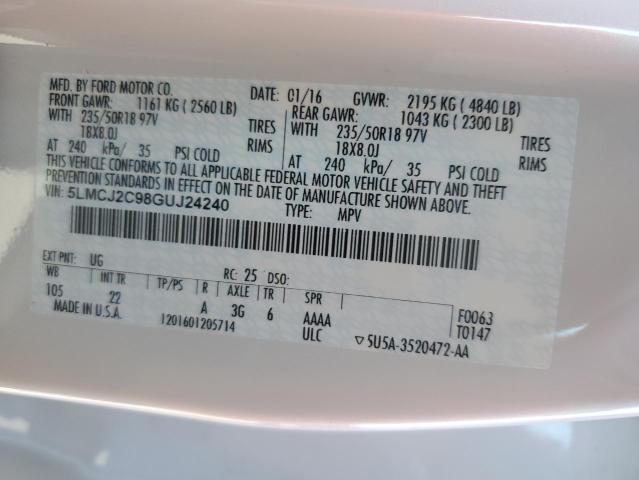 MFD. BY FORD MOTOR CO. DATE: 01/16 GVWR: 2195 KG ( 4840 LB)
FRONT GAWR: 1161 KG ( 2560 LB) REAR GAWR: 1043 KG ( 2300 LB)
WITH 235/50R18 97V TIRES WITH 235/50R18 97V TIRES
18X8.0J RIMS 18X8.0J RIMS
AT 240 kPa/ 35 PSI COLD AT 240 kPa/ 35 PSI COLD
THIS VEHICLE CONFORMS TO ALL APPLICABLE FEDERAL MOTOR VEHICLE SAFETY AND THEFT
PREVENTION STANDARDS IN EFFECT ON THE DATE OF MANUFACTURE SHOWN ABOVE.
VIN: 5LMCJ2C98GUJ24240 TYPE: MPV
EXT PNT: UG RC: 25 DSO:
WB INT TR TP/PS R AXLE TR SPR
105 22 A 3G 6 AAAA F0063
MADE IN U.S.A. 1201601205714 ULC T0147
▽5U5A-3520472-AA